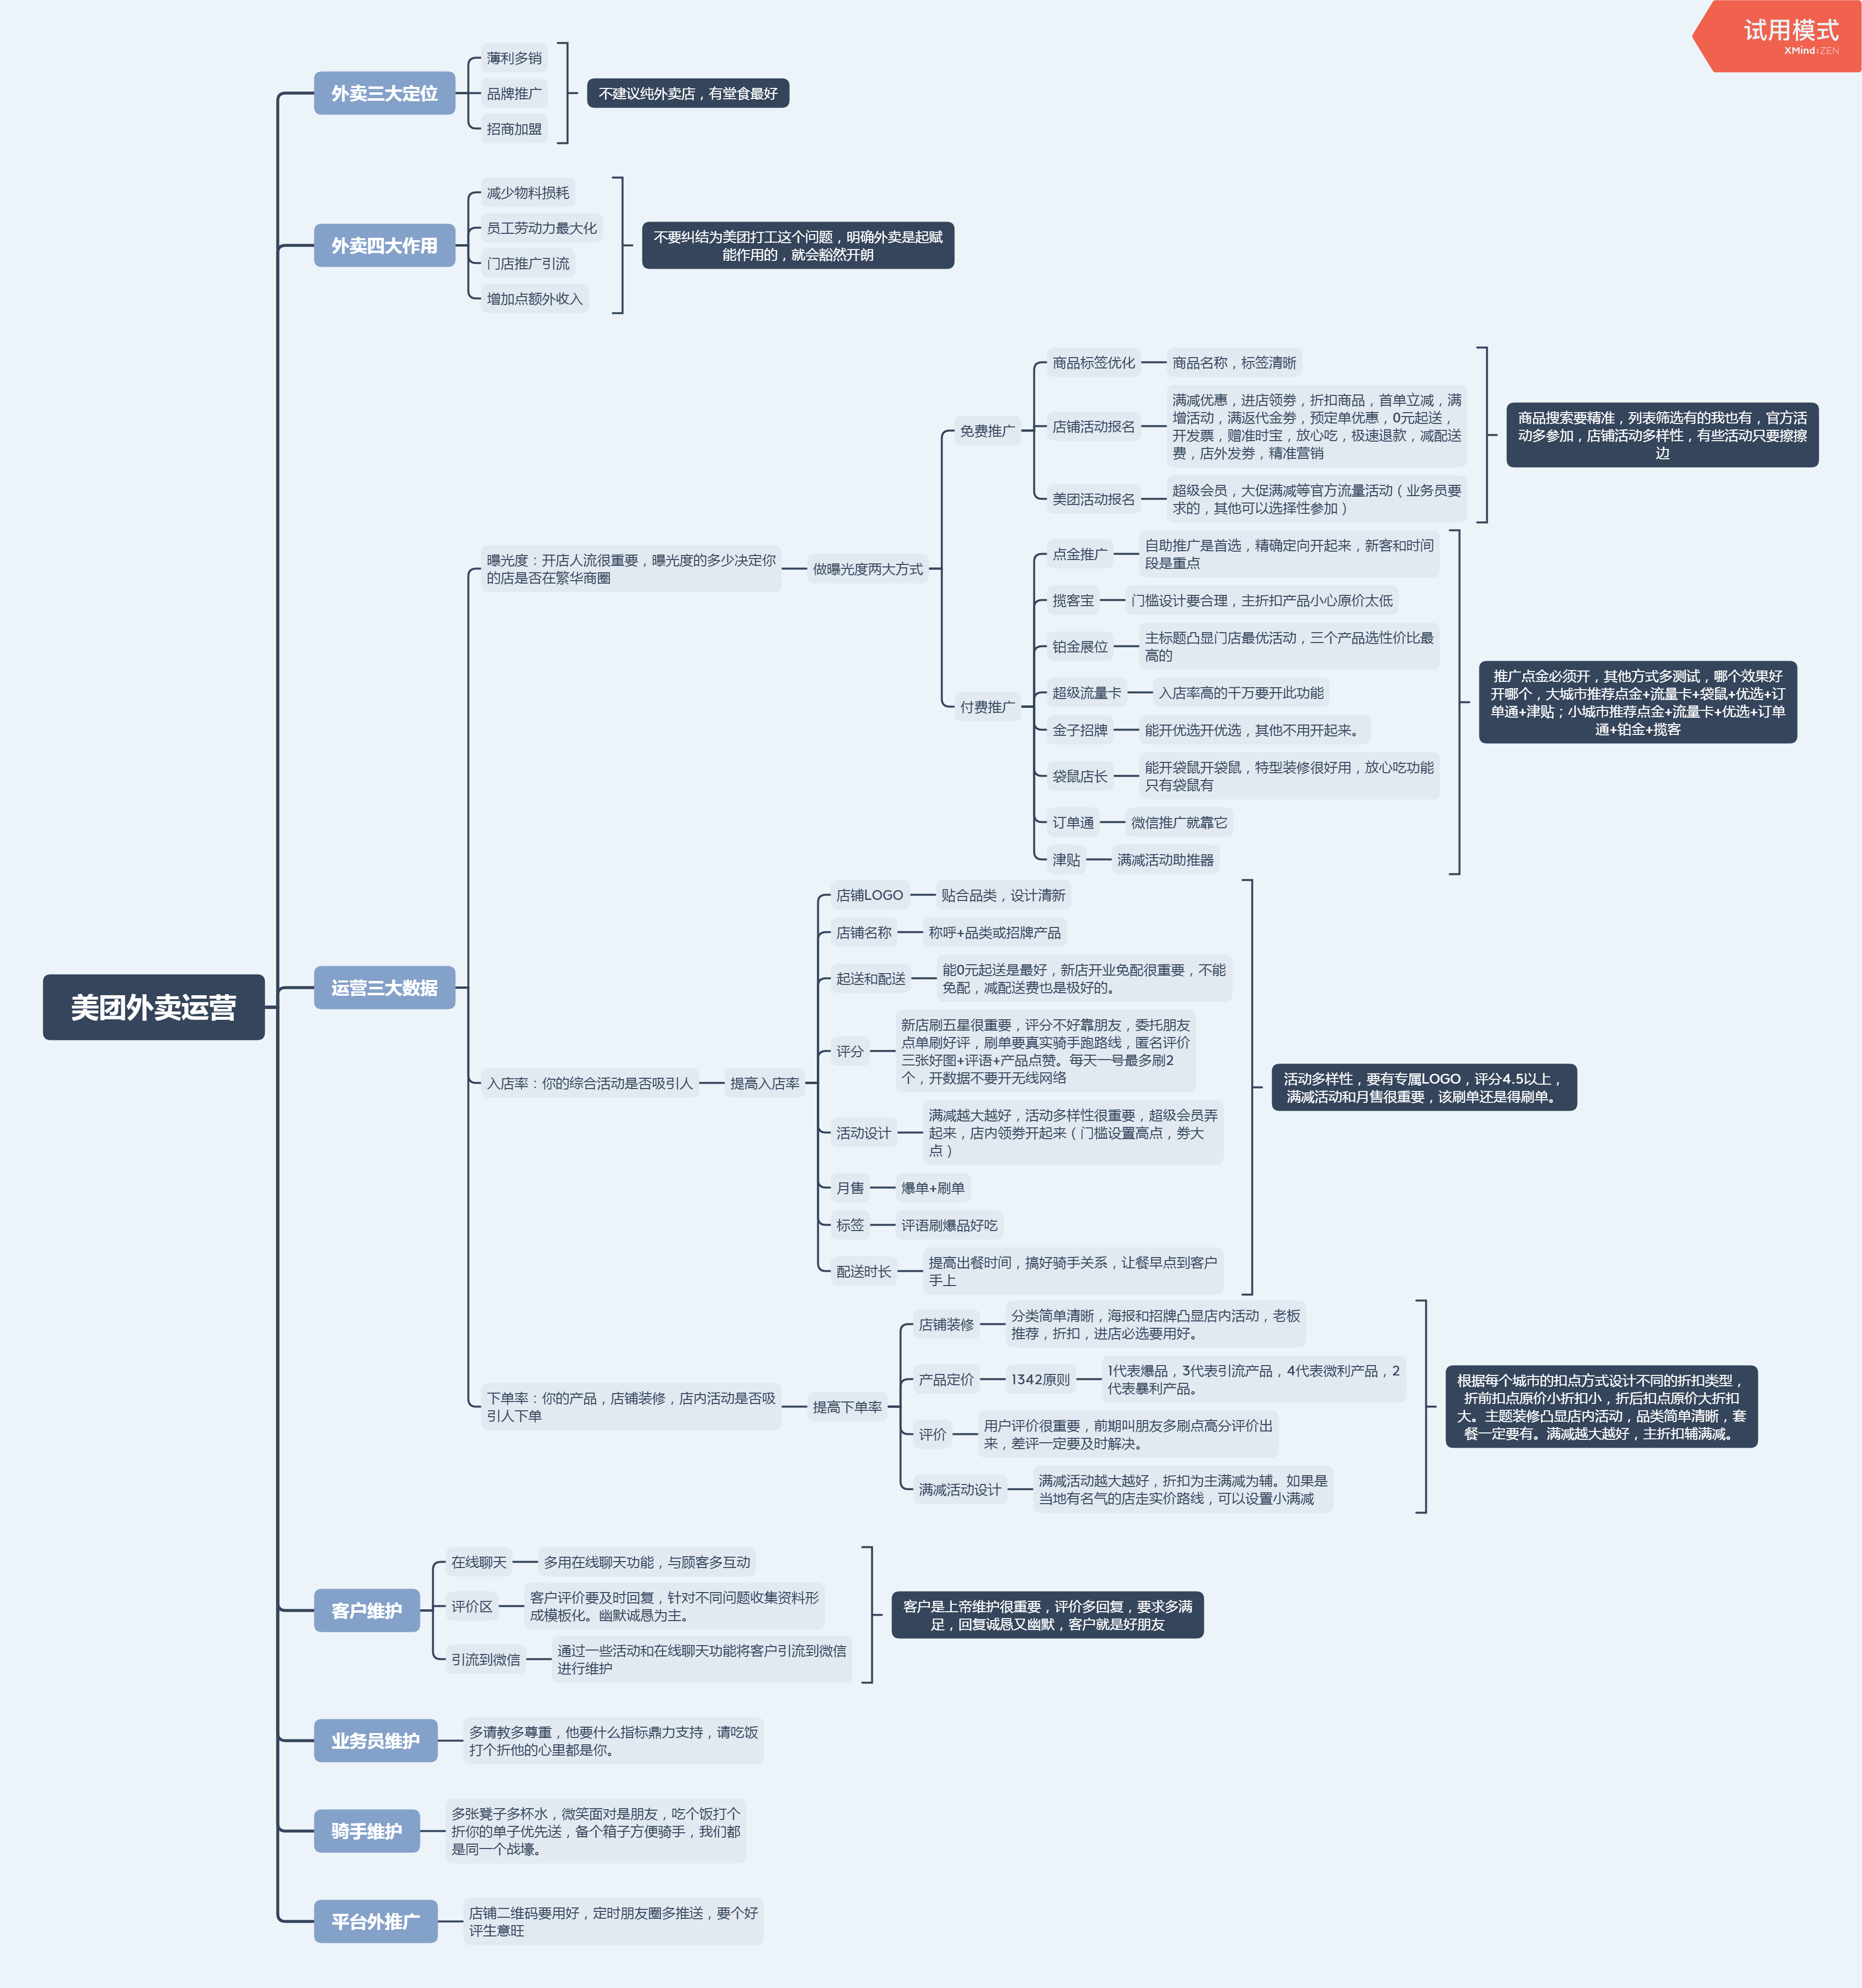 试用模式
XMind:ZEN
美团外卖运营
外卖三大定位
薄利多销
品牌推广
招商加盟
不建议纯外卖店，有堂食最好
外卖四大作用
减少物料损耗
员工劳动力最大化
门店推广引流
增加点额外收入
不要纠结为美团打工这个问题，明确外卖是起赋
能作用的，就会豁然开朗
运营三大数据
曝光度：开店人流很重要，曝光度的多少决定你
的店是否在繁华商圈
做曝光度两大方式
免费推广
商品标签优化
商品名称，标签清晰
店铺活动报名
满减优惠，进店领劵，折扣商品，首单立减，满
增活动，满返代金劵，预定单优惠，0元起送，
开发票，赠准时宝，放心吃，极速退款，减配送
费，店外发劵，精准营销
美团活动报名
超级会员，大促满减等官方流量活动（业务员要
求的，其他可以选择性参加）
商品搜索要精准，列表筛选有的我也有，官方活
动多参加，店铺活动多样性，有些活动只要擦擦
边
付费推广
点金推广
自助推广是首选，精确定向开起来，新客和时间
段是重点
揽客宝
门槛设计要合理，主折扣产品小心原价太低
铂金展位
主标题凸显门店最优活动，三个产品选性价比最
高的
超级流量卡
入店率高的千万要开此功能
金子招牌
能开优选开优选，其他不用开起来。
袋鼠店长
能开袋鼠开袋鼠，特型装修很好用，放心吃功能
只有袋鼠有
订单通
微信推广就靠它
津贴
满减活动助推器
推广点金必须开，其他方式多测试，哪个效果好
开哪个，大城市推荐点金+流量卡+袋鼠+优选+订
单通+津贴；小城市推荐点金+流量卡+优选+订单
通+铂金+揽客
入店率：你的综合活动是否吸引人
提高入店率
店铺LOGO
贴合品类，设计清新
店铺名称
称呼+品类或招牌产品
起送和配送
能0元起送是最好，新店开业免配很重要，不能
免配，减配送费也是极好的。
评分
新店刷五星很重要，评分不好靠朋友，委托朋友
点单刷好评，刷单要真实骑手跑路线，匿名评价
三张好图+评语+产品点赞。每天一号最多刷2
个，开数据不要开无线网络
活动设计
满减越大越好，活动多样性很重要，超级会员弄
起来，店内领劵开起来（门槛设置高点，劵大
点）
月售
爆单+刷单
标签
评语刷爆品好吃
配送时长
提高出餐时间，搞好骑手关系，让餐早点到客户
手上
活动多样性，要有专属LOGO，评分4.5以上，
满减活动和月售很重要，该刷单还是得刷单。
下单率：你的产品，店铺装修，店内活动是否吸
引人下单
提高下单率
店铺装修
分类简单清晰，海报和招牌凸显店内活动，老板
推荐，折扣，进店必选要用好。
产品定价
1342原则
1代表爆品，3代表引流产品，4代表微利产品，2
代表暴利产品。
评价
用户评价很重要，前期叫朋友多刷点高分评价出
来，差评一定要及时解决。
满减活动设计
满减活动越大越好，折扣为主满减为辅。如果是
当地有名气的店走实价路线，可以设置小满减
根据每个城市的扣点方式设计不同的折扣类型，
折前扣点原价小折扣小，折后扣点原价大折扣
大。主题装修凸显店内活动，品类简单清晰，套
餐一定要有。满减越大越好，主折扣辅满减。
客户维护
在线聊天
多用在线聊天功能，与顾客多互动
评价区
客户评价要及时回复，针对不同问题收集资料形
成模板化。幽默诚恳为主。
引流到微信
通过一些活动和在线聊天功能将客户引流到微信
进行维护
客户是上帝维护很重要，评价多回复，要求多满
足，回复诚恳又幽默，客户就是好朋友
业务员维护
多请教多尊重，他要什么指标鼎力支持，请吃饭
打个折他的心里都是你。
骑手维护
多张凳子多杯水，微笑面对是朋友，吃个饭打个
折你的单子优先送，备个箱子方便骑手，我们都
是同一个战壕。
平台外推广
店铺二维码要用好，定时朋友圈多推送，要个好
评生意旺